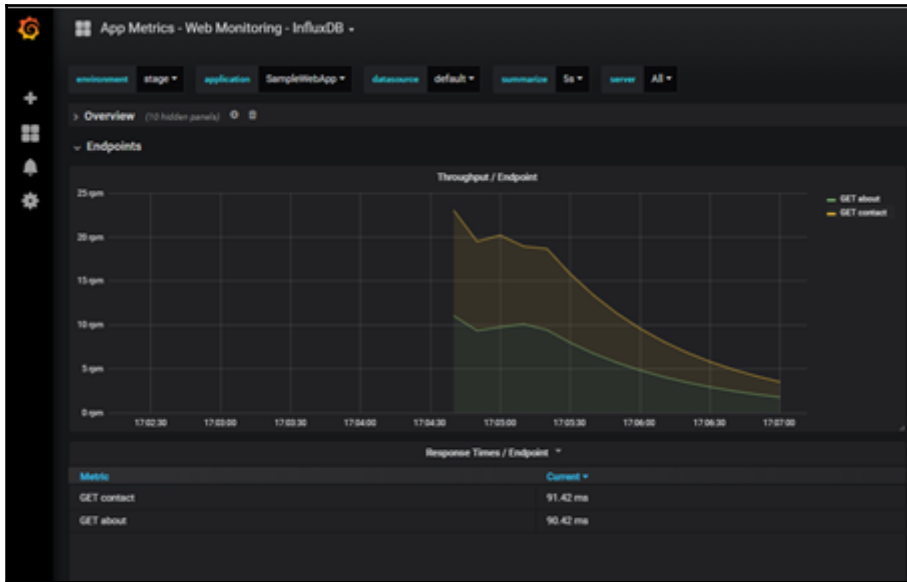 App Metrics - Web Monitoring - InfluxDB
environment stage application SampleWebApp datasource default summarize 5s server All
Overview (10 hidden panels)
Endpoints
Throughput / Endpoint
25 rpm
20 rpm
15 rpm
10 rpm
5 rpm
0 rpm
17:02:30 17:03:00 17:03:30 17:04:00 17:04:30 17:05:00 17:05:30 17:06:00 17:06:30 17:07:00
GET about
GET contact
Response Times / Endpoint
Metric Current
GET contact 91.42 ms
GET about 90.42 ms